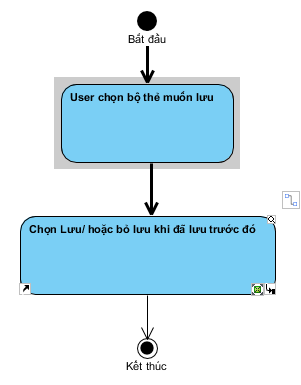 Bắt đầu
User chọn bộ thẻ muốn lưu
Chọn Lưu/ hoặc bỏ lưu khi đã lưu trước đó
Kết thúc